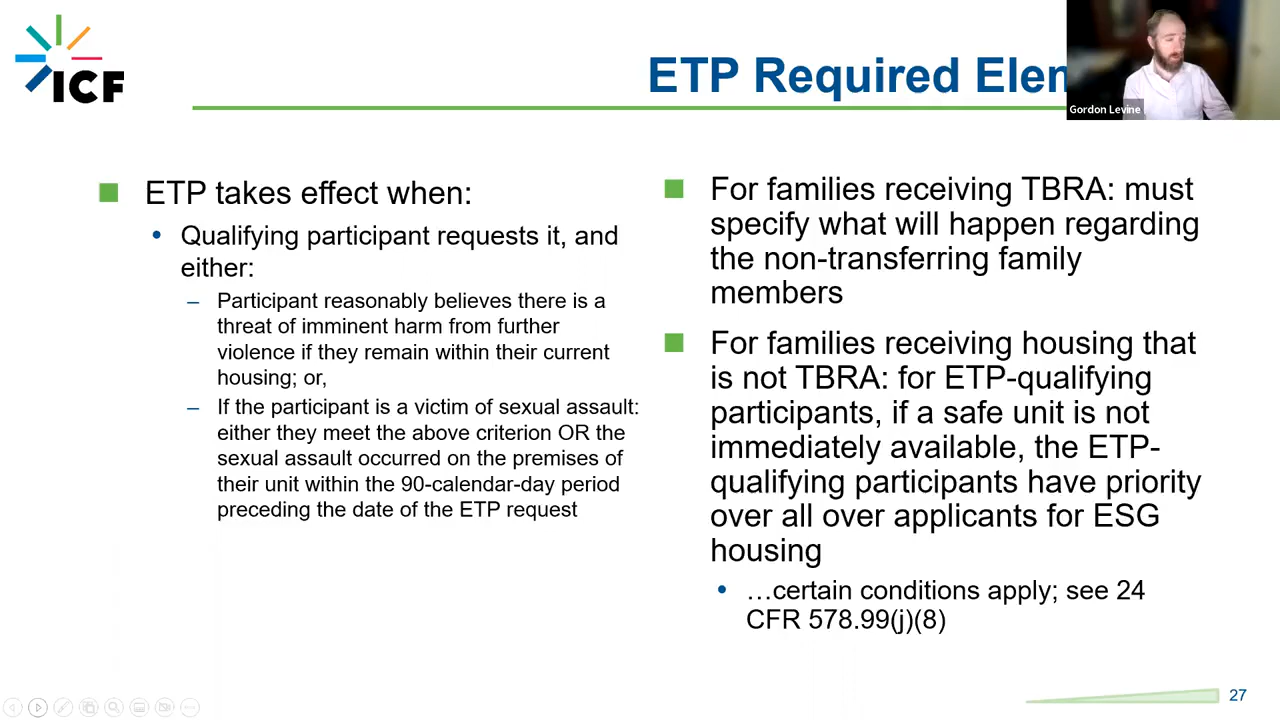 ICF
ETP Required Elem
Gordon Levine
ETP takes effect when:
Qualifying participant requests it, and
either:
– Participant reasonably believes there is a
threat of imminent harm from further
violence if they remain within their current
housing; or,
– If the participant is a victim of sexual assault:
either they meet the above criterion OR the
sexual assault occurred on the premises of
their unit within the 90-calendar-day period
preceding the date of the ETP request
For families receiving TBRA: must
specify what will happen regarding
the non-transferring family
members
For families receiving housing that
is not TBRA: for ETP-qualifying
participants, if a safe unit is not
immediately available, the ETP-
qualifying participants have priority
over all over applicants for ESG
housing
• …certain conditions apply; see 24
CFR 578.99(j)(8)
27